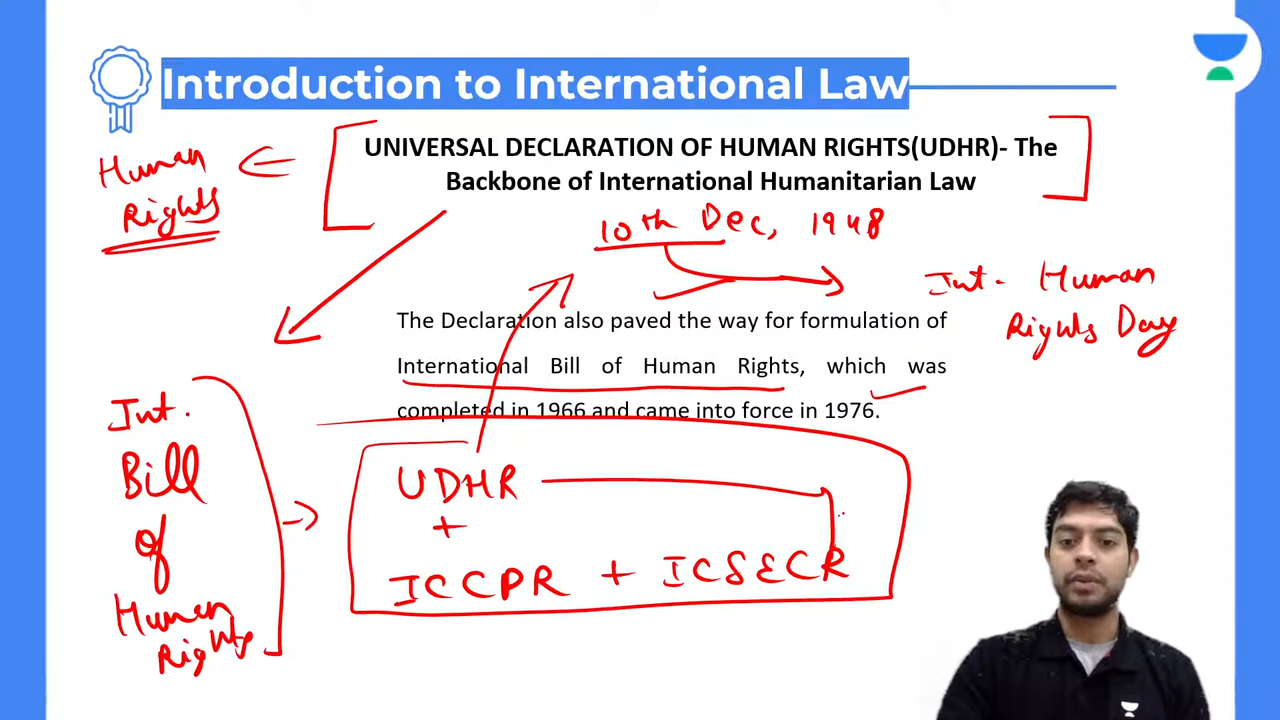 Introduction to International Law
UNIVERSAL DECLARATION OF HUMAN RIGHTS(UDHR)- The
Backbone of International Humanitarian Law
Human
Rights
10th Dec, 1948
Int. Human
Rights Day
The Declaration also paved the way for formulation of
International Bill of Human Rights, which was
completed in 1966 and came into force in 1976.
Int.
Bill
of
Human
Rights
UDHR
+
ICCPR + ICSECR